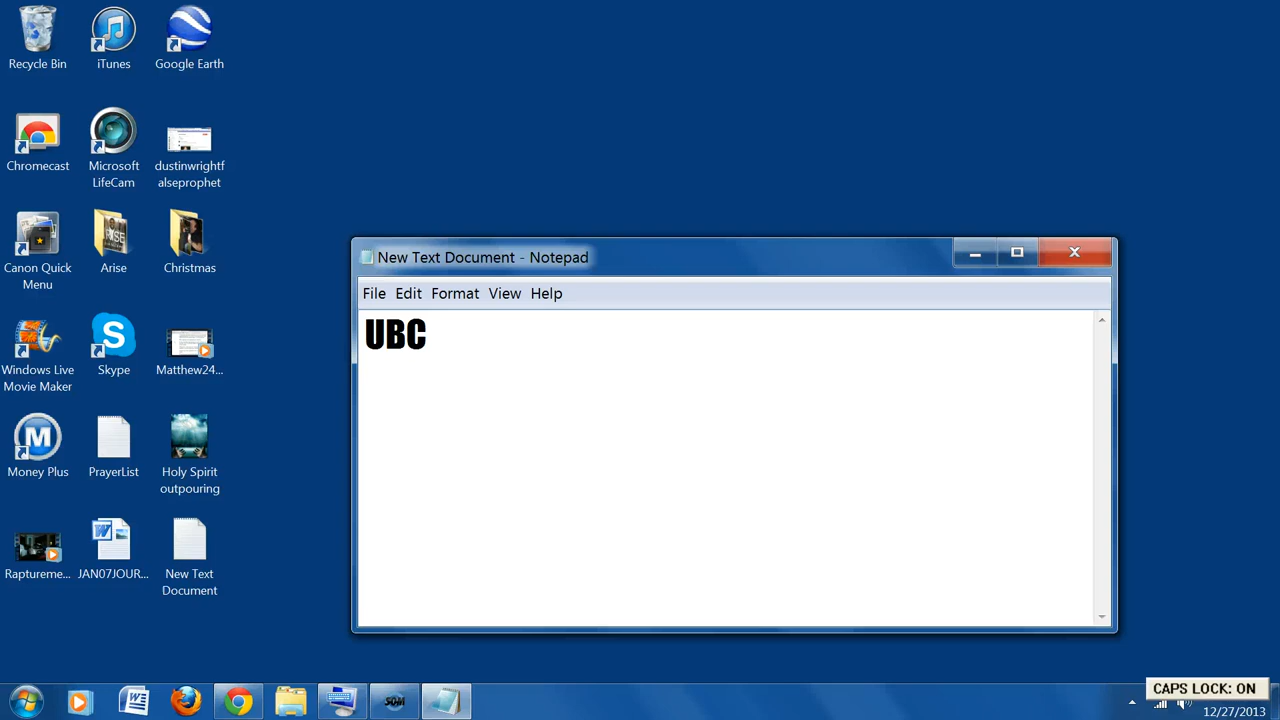 Recycle Bin
iTunes
Google Earth
Chromecast
Microsoft
LifeCam
dustinwrightf
alseprophet
Canon Quick
Menu
Arise
Christmas
Windows Live
Movie Maker
Skype
Matthew24...
Money Plus
PrayerList
Holy Spirit
outpouring
Raptureme...
JAN07JOUR...
New Text
Document
New Text Document - Notepad
File Edit Format View Help
UBC
CAPS LOCK: ON
12/27/2013